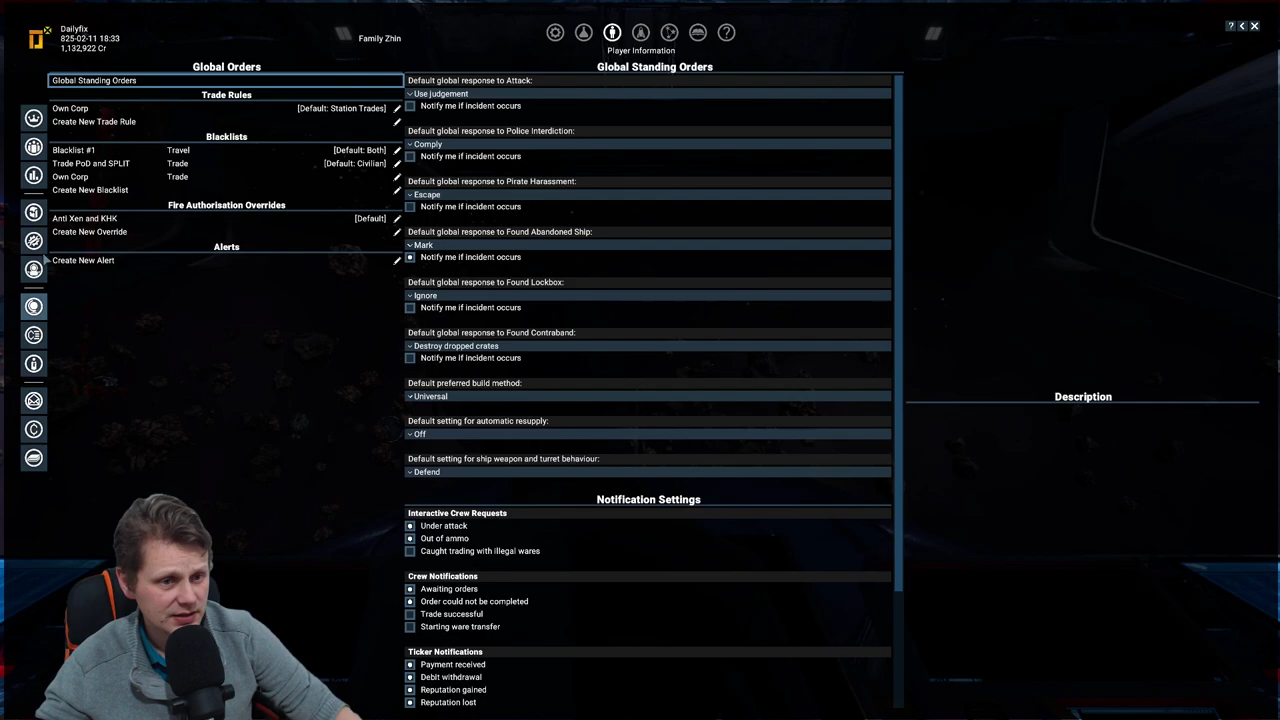 Dailyfix
825-02-11 18:33
1,132,922 Cr
Family Zhin
Player Information
?
Global Orders
Global Standing Orders
Trade Rules
Own Corp [Default: Station Trades]
Create New Trade Rule
Blacklists
Blacklist #1 Travel [Default: Both]
Trade PoD and SPLIT Trade [Default: Civilian]
Own Corp Trade
Create New Blacklist
Fire Authorisation Overrides
Anti Xen and KHK [Default]
Create New Override
Alerts
Create New Alert
Global Standing Orders
Default global response to Attack:
Use judgement
Notify me if incident occurs
Default global response to Police Interdiction:
Comply
Notify me if incident occurs
Default global response to Pirate Harassment:
Escape
Notify me if incident occurs
Default global response to Found Abandoned Ship:
Mark
Notify me if incident occurs
Default global response to Found Lockbox:
Ignore
Notify me if incident occurs
Default global response to Found Contraband:
Destroy dropped crates
Notify me if incident occurs
Default preferred build method:
Universal
Default setting for automatic resupply:
Off
Default setting for ship weapon and turret behaviour:
Defend
Notification Settings
Interactive Crew Requests
Under attack
Out of ammo
Caught trading with illegal wares
Crew Notifications
Awaiting orders
Order could not be completed
Trade successful
Starting ware transfer
Ticker Notifications
Payment received
Debit withdrawal
Reputation gained
Reputation lost
Description